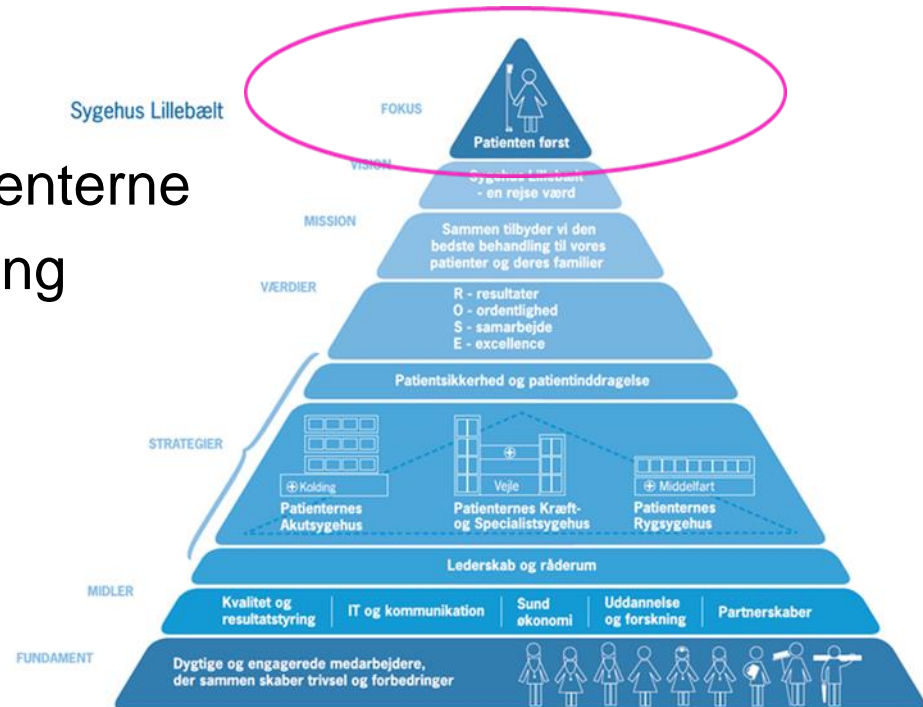 Sygehus Lillebælt
enterne
ng
FOKUS
Patienten først
VISION
Sygehus Lillebælt
- en rejse værd
MISSION
Sammen tilbyder vi den
bedste behandling til vores
patienter og deres familier
VÆRDIER
R - resultater
O - ordentlighed
S - samarbejde
E - excellence
Patientsikkerhed og patientinddragelse
STRATEGIER
Kolding
Patienternes
Akutsygehus
Vejle
Patienternes Kræft-
og Specialistsygehus
Middelfart
Patienternes
Rygsygehus
Lederskab og råderum
MIDLER
Kvalitet og
resultatstyring
IT og kommunikation
Sund
økonomi
Uddannelse
og forskning
Partnerskaber
FUNDAMENT
Dygtige og engagerede medarbejdere,
der sammen skaber trivsel og forbedringer